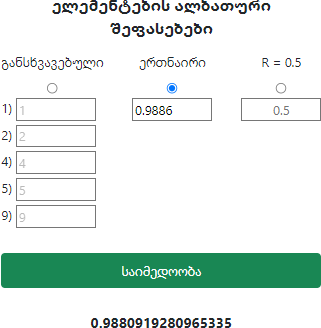 ელემენტების ალბათური
შეფასებები
განსხვავებული ერთნაირი R = 0.5
1) 1 0.9886 0.5
2) 2
4) 4
5) 5
9) 9
საიმედოობა
0.9880919280965335